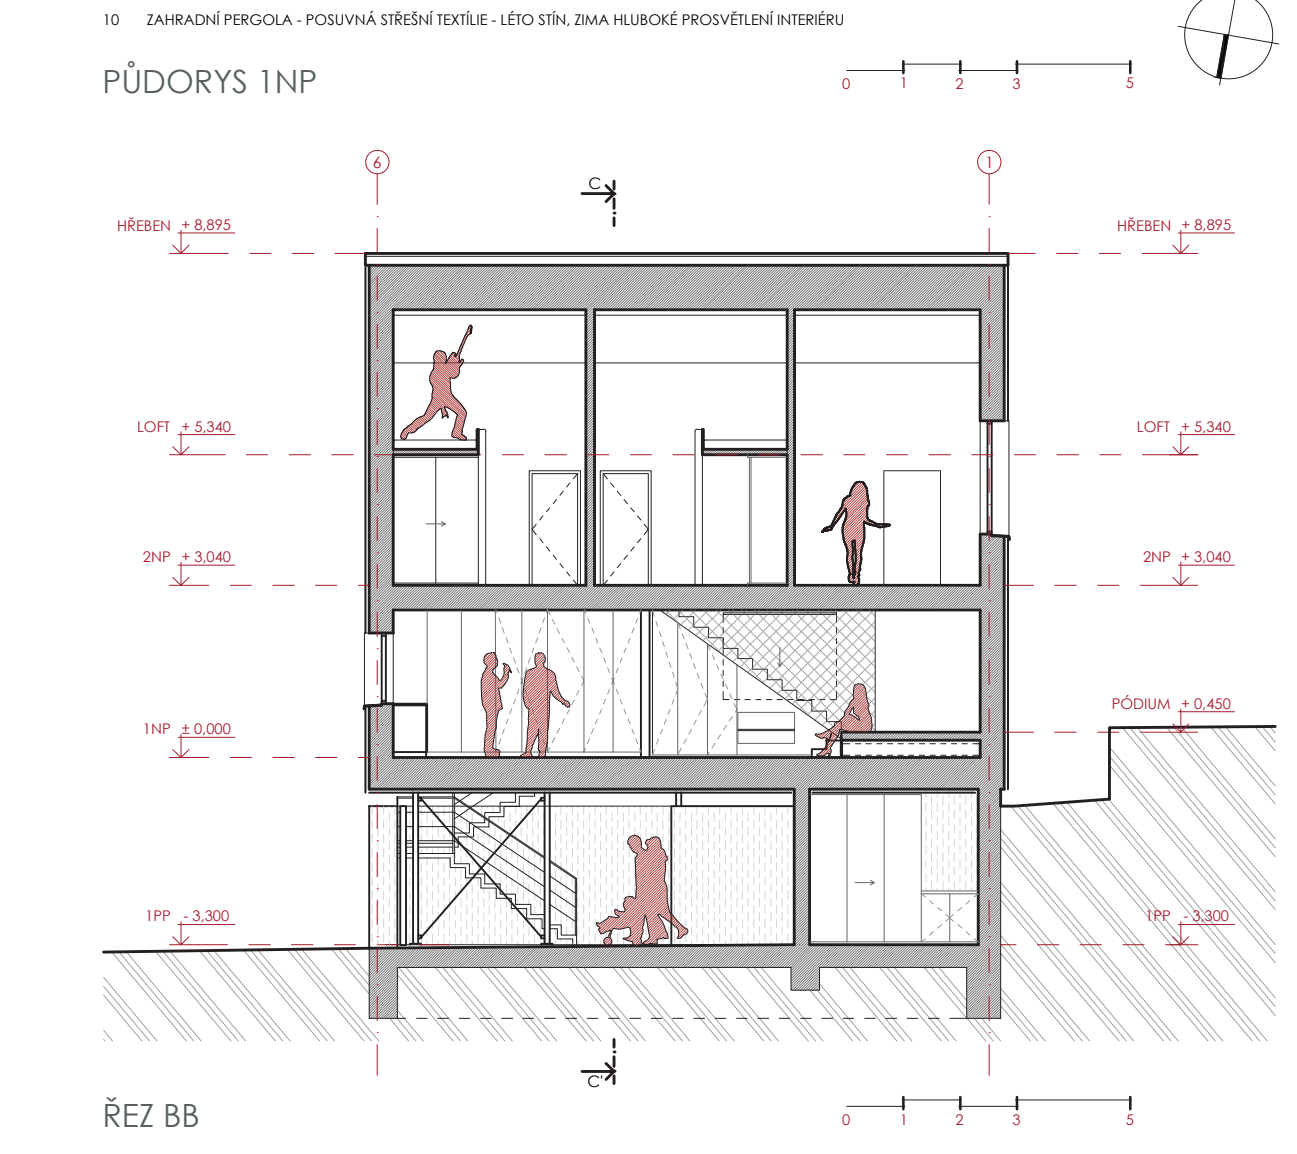 10 ZAHRADNÍ PERGOLA - POSUVNÁ STŘEŠNÍ TEXTÍLIE - LÉTO STÍN, ZIMA HLUBOKÉ PROSVĚTLENÍ INTERIÉRU
PŮDORYS 1NP
0 1 2 3 5
6 1
C
HŘEBEN + 8,895 HŘEBEN + 8,895
LOFT + 5,340 LOFT + 5,340
2NP + 3,040 2NP + 3,040
PÓDIUM + 0,450
1NP ± 0,000
1PP - 3,300 1PP - 3,300
C'
ŘEZ BB
0 1 2 3 5